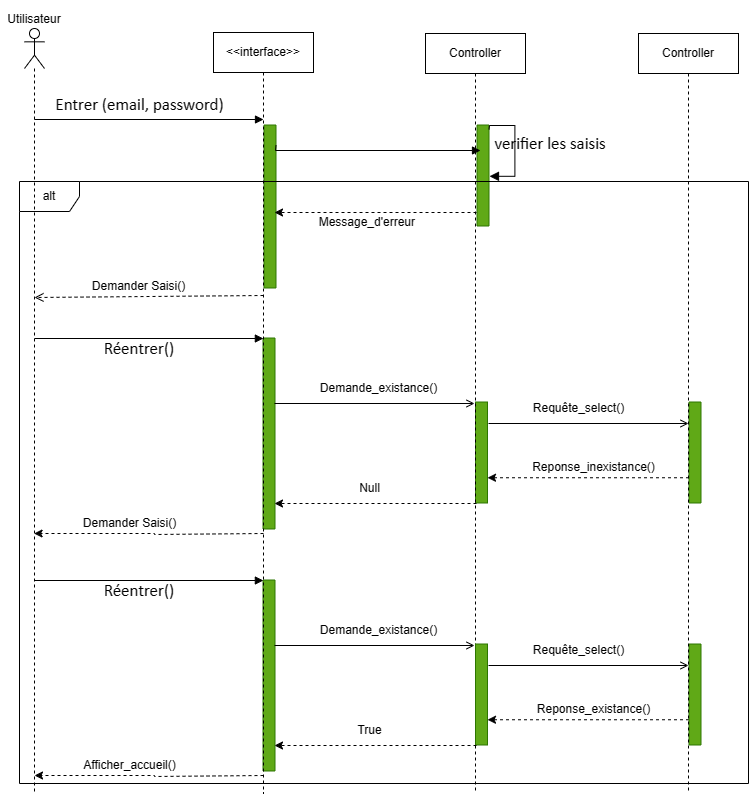 Utilisateur
<<interface>>
Controller
Controller
Entrer (email, password)
verifier les saisis
alt
Message_d'erreur
Demander Saisi()
Réentrer()
Demande_existance()
Requête_select()
Reponse_inexistance()
Null
Demander Saisi()
Réentrer()
Demande_existance()
Requête_select()
Reponse_existance()
True
Afficher_accueil()